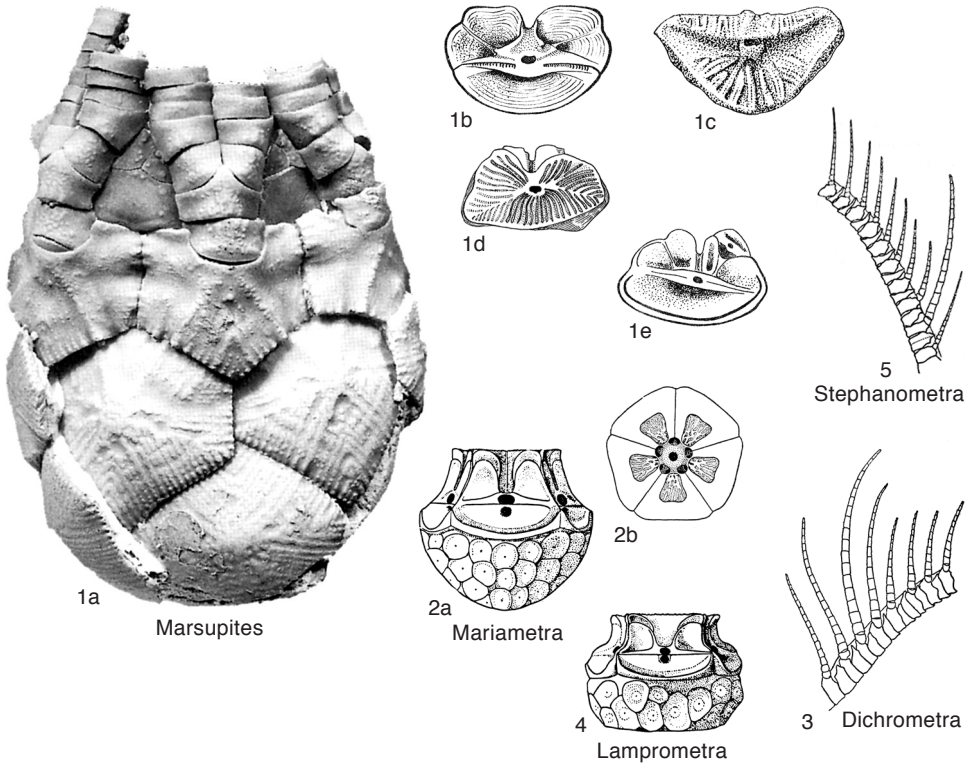 1b
1c
1d
1e
5
Stephanometra
2b
1a
Marsupites
2a
Mariametra
4
Lamprometra
3
Dichrometra